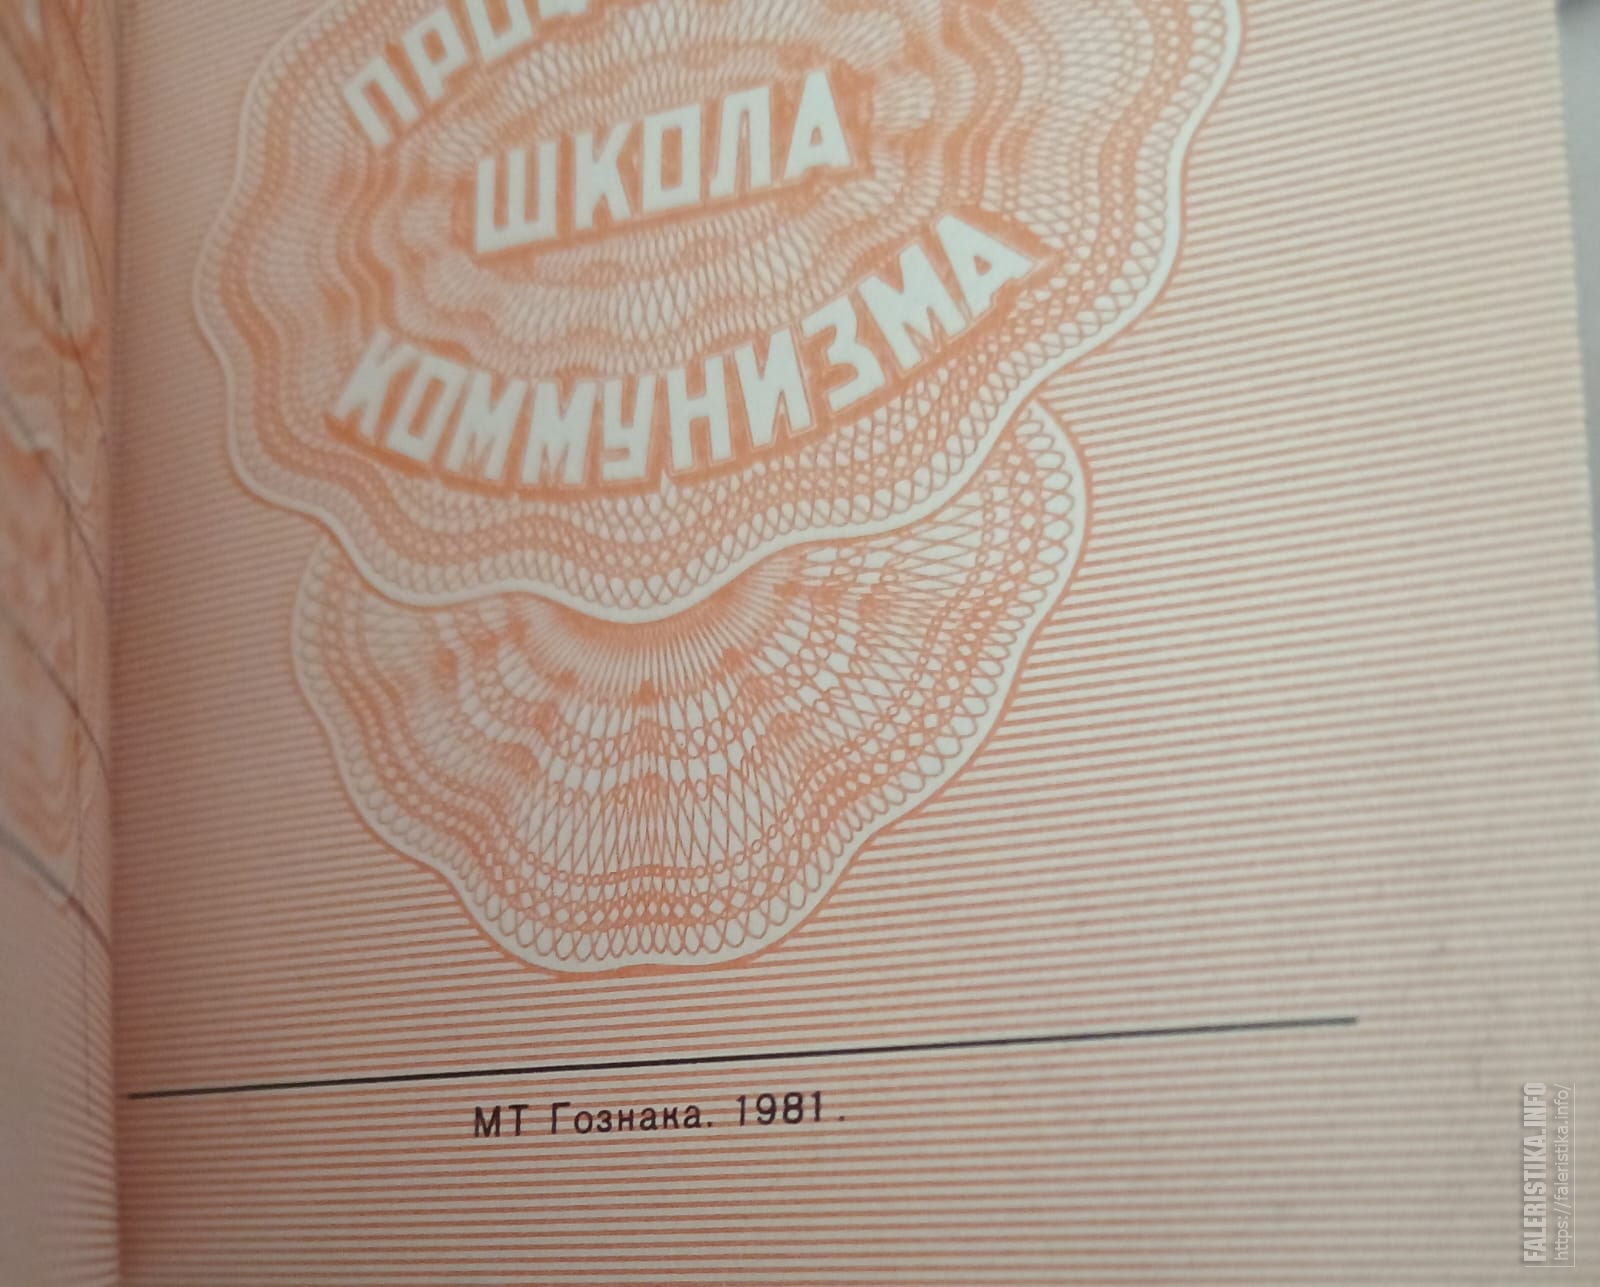 ШКОЛА
КОММУНИЗМА
МТ Гознака. 1981.
FALERISTIKA.INFO
https://faleristika.info/